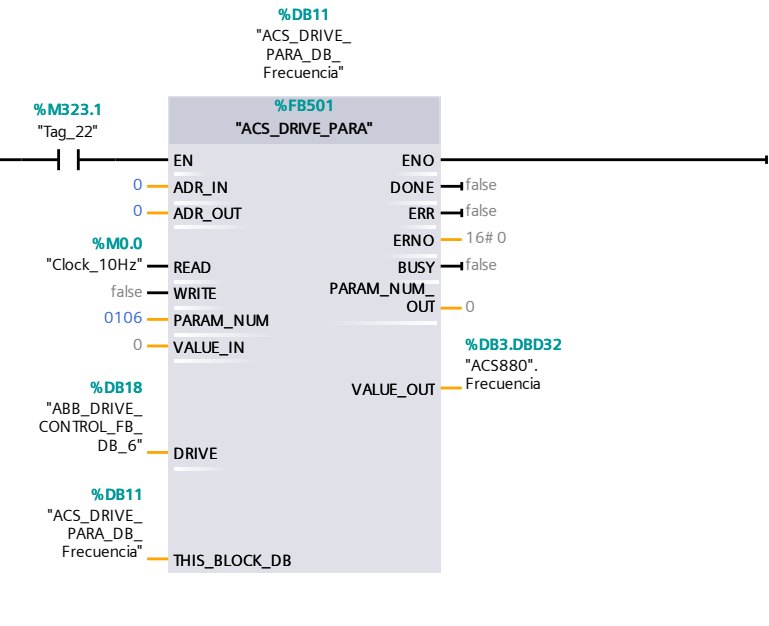 %DB11
"ACS_DRIVE_
PARA_DB_
Frecuencia"
%M323.1
"Tag_22"
%FB501
"ACS_DRIVE_PARA"
EN
ENO
0
ADR_IN
DONE
false
0
ADR_OUT
ERR
false
ERNO
16#0
%M0.0
"Clock_10Hz"
READ
BUSY
false
false
WRITE
PARAM_NUM_
OUT
0
0106
PARAM_NUM
0
VALUE_IN
%DB3.DBD32
"ACS880".
Frecuencia
VALUE_OUT
%DB18
"ABB_DRIVE_
CONTROL_FB_
DB_6"
DRIVE
%DB11
"ACS_DRIVE_
PARA_DB_
Frecuencia"
THIS_BLOCK_DB